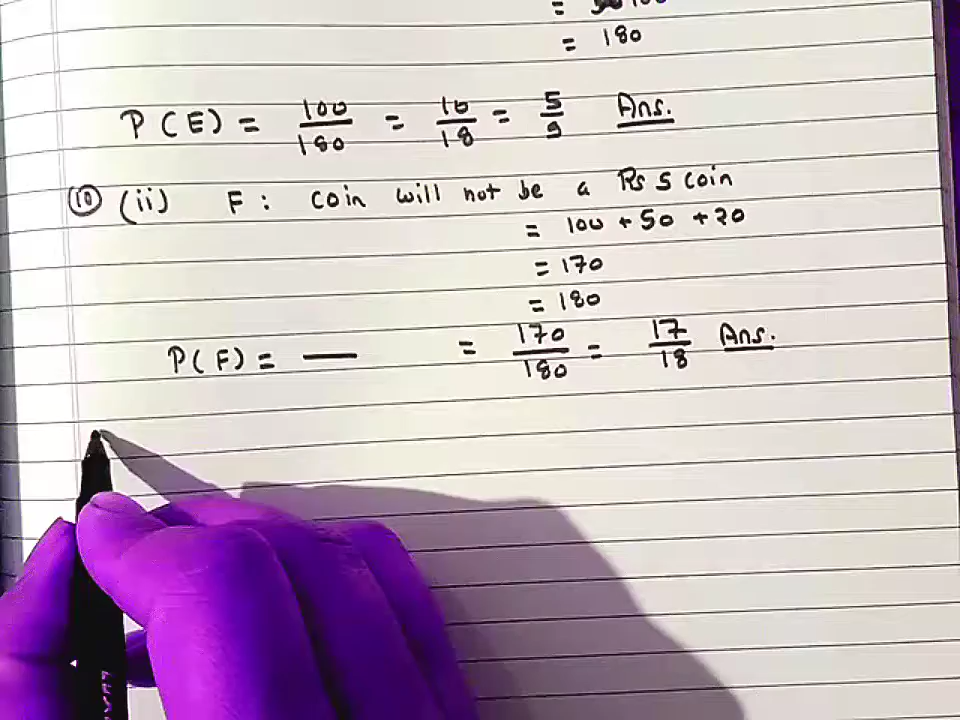 = 180
P(E) = 100/180 = 10/18 = 5/9 Ans.
10 (ii) F : coin will not be a Rs 5 coin
= 100 + 50 + 20
= 170
= 180
P(F) = — = 170/180 = 17/18 Ans.